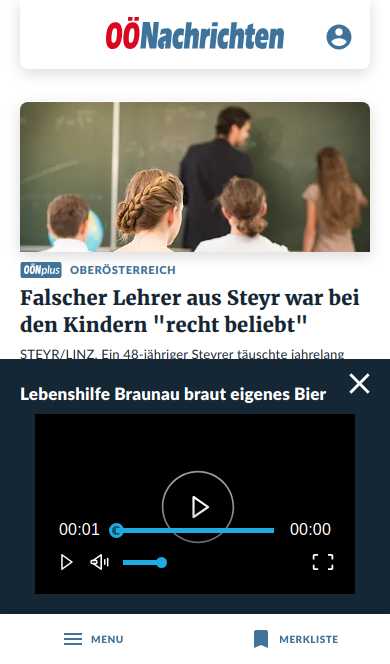 OÖNachrichten
OÖNplus OBERÖSTERREICH
Falscher Lehrer aus Steyr war bei
den Kindern "recht beliebt"
STEYR/LINZ. Ein 48-jähriger Steyrer täuschte jahrelang
Lebenshilfe Braunau braut eigenes Bier
00:01 00:00
MENU MERKLISTE